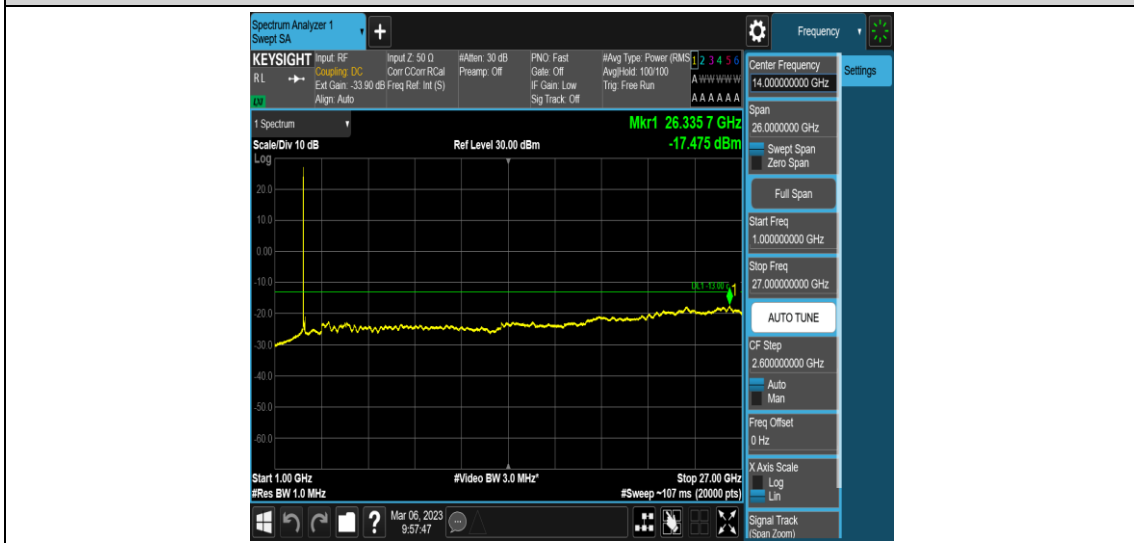 Spectrum Analyzer 1
Swept SA
+
Frequency
KEYSIGHT
RL
Input: RF
Coupling: DC
Ext Gain: -33.90 dB
Align: Auto
Input Z: 50 Ω
Corr CCorr RCal
Freq Ref: Int (S)
#Atten: 30 dB
Preamp: Off
PNO: Fast
Gate: Off
IF Gain: Low
Sig Track: Off
#Avg Type: Power (RMS
Avg|Hold: 100/100
Trig: Free Run
1 2 3 4 5 6
A W W W W W
A A A A A A
1 Spectrum
Scale/Div 10 dB
Ref Level 30.00 dBm
Mkr1 26.335 7 GHz
-17.475 dBm
Log
20.0
10.0
0.00
-10.0
-20.0
-30.0
-40.0
-50.0
-60.0
DL1 -13.00
1
Start 1.00 GHz
#Res BW 1.0 MHz
#Video BW 3.0 MHz*
Stop 27.00 GHz
#Sweep ~107 ms (20000 pts)
?
Mar 06, 2023
9:57:47
Center Frequency
14.000000000 GHz
Settings
Span
26.0000000 GHz
Swept Span
Zero Span
Full Span
Start Freq
1.000000000 GHz
Stop Freq
27.000000000 GHz
AUTO TUNE
CF Step
2.600000000 GHz
Auto
Man
Freq Offset
0 Hz
X Axis Scale
Log
Lin
Signal Track
(Span Zoom)